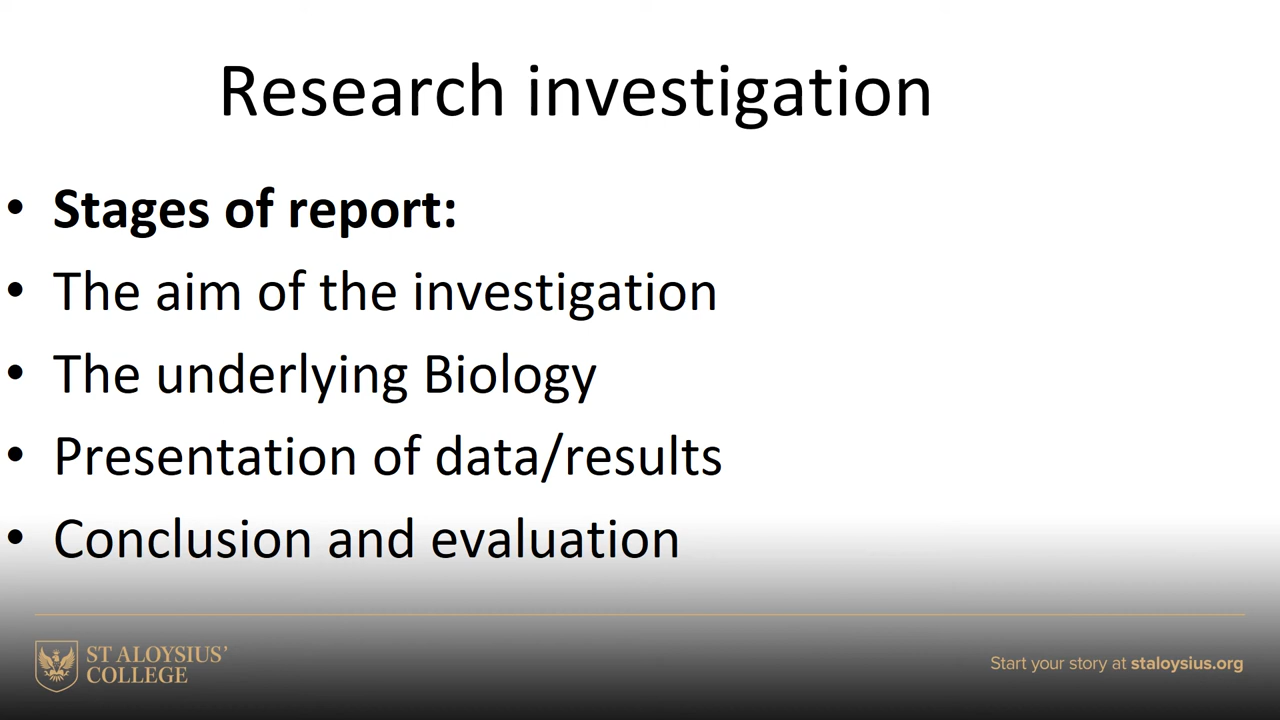 Research investigation
• Stages of report:
• The aim of the investigation
• The underlying Biology
• Presentation of data/results
• Conclusion and evaluation
ST ALOYSIUS’
COLLEGE
Start your story at staloysius.org